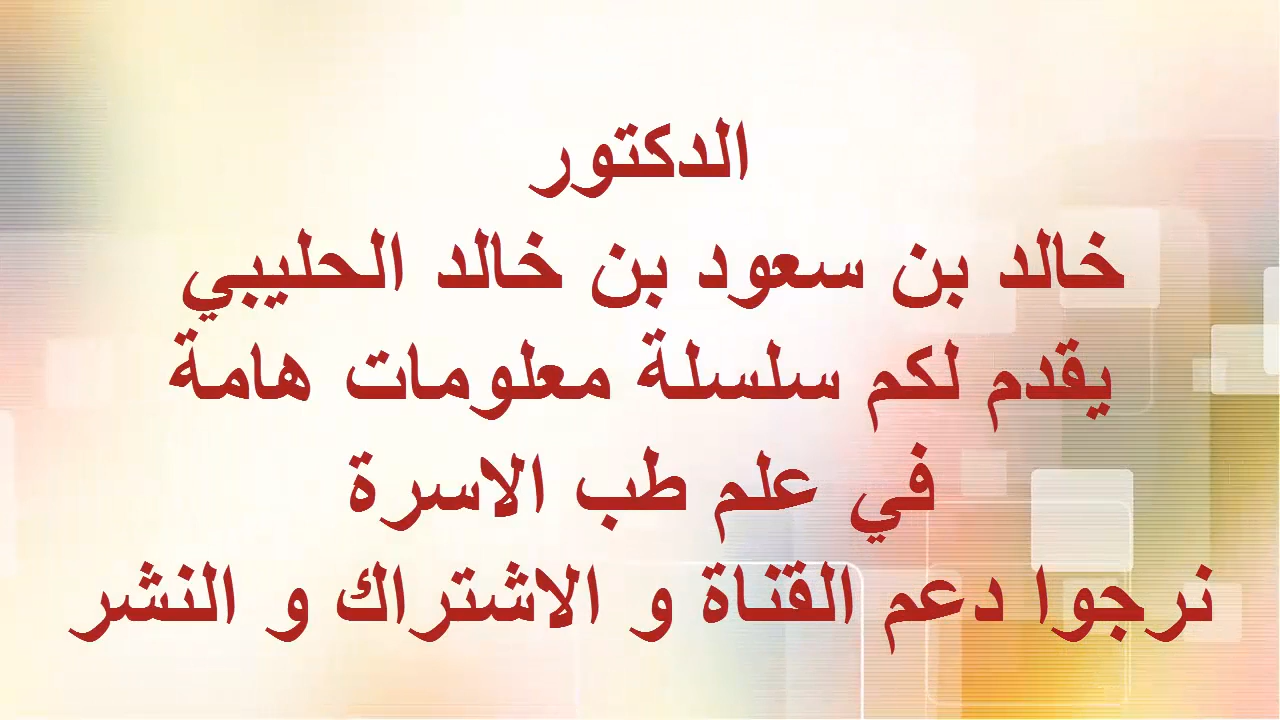 الدكتور
خالد بن سعود بن خالد الحليبي
يقدم لكم سلسلة معلومات هامة
في علم طب الاسرة
نرجوا دعم القناة و الاشتراك و النشر